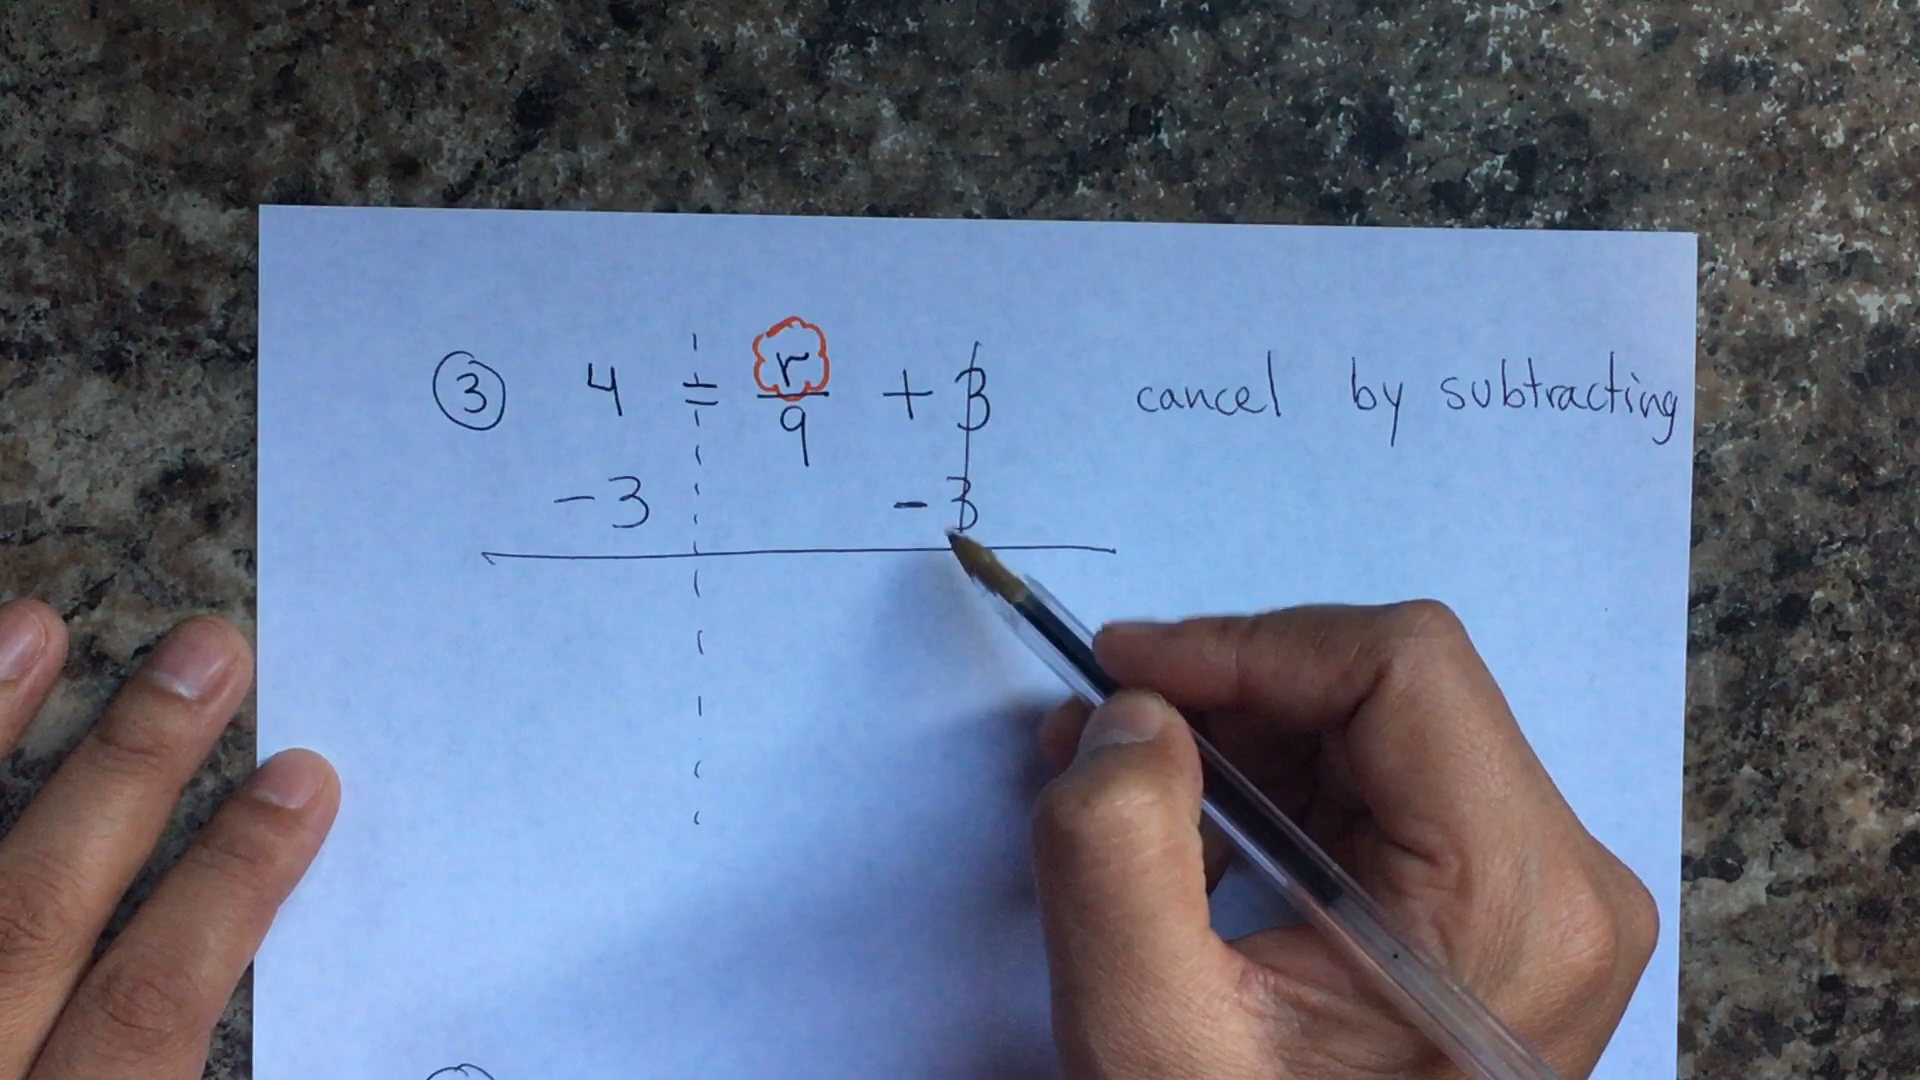 ③ 4 = r/9 + 3 cancel by subtracting
-3 -3